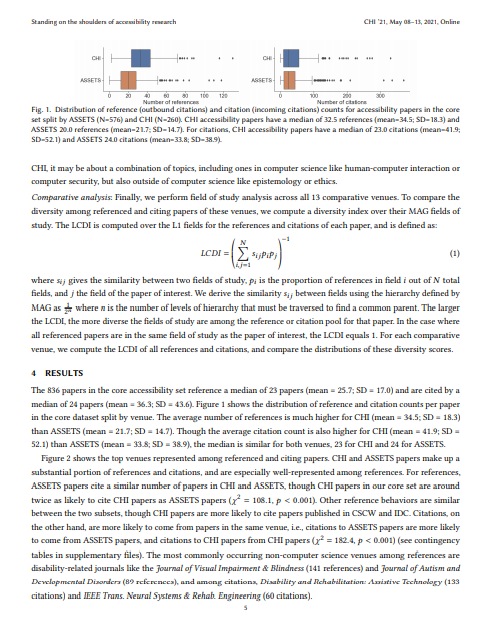 Standing on the shoulders of accessibility research
CHI '21, May 08–13, 2021, Online
CHI
ASSETS
0 20 40 60 80 100 120
Number of references
CHI
ASSETS
0 100 200 300
Number of citations
Fig. 1. Distribution of reference (outbound citations) and citation (incoming citations) counts for accessibility papers in the core
set split by ASSETS (N=576) and CHI (N=260). CHI accessibility papers have a median of 32.5 references (mean=34.5; SD=18.3) and
ASSETS 20.0 references (mean=21.7; SD=14.7). For citations, CHI accessibility papers have a median of 23.0 citations (mean=41.9;
SD=52.1) and ASSETS 24.0 citations (mean=33.8; SD=38.9).
CHI, it may be about a combination of topics, including ones in computer science like human-computer interaction or
computer security, but also outside of computer science like epistemology or ethics.
Comparative analysis: Finally, we perform field of study analysis across all 13 comparative venues. To compare the
diversity among referenced and citing papers of these venues, we compute a diversity index over their MAG fields of
study. The LCDI is computed over the L1 fields for the references and citations of each paper, and is defined as:
LCDI = ( ∑_{i,j=1}^{N} s_{ij} p_i p_j )^{-1} (1)
where s_{ij} gives the similarity between two fields of study, p_i is the proportion of references in field i out of N total
fields, and j the field of the paper of interest. We derive the similarity s_{ij} between fields using the hierarchy defined by
MAG as 1/2^n where n is the number of levels of hierarchy that must be traversed to find a common parent. The larger
the LCDI, the more diverse the fields of study are among the reference or citation pool for that paper. In the case where
all referenced papers are in the same field of study as the paper of interest, the LCDI equals 1. For each comparative
venue, we compute the LCDI of all references and citations, and compare the distributions of these diversity scores.
4 RESULTS
The 836 papers in the core accessibility set reference a median of 23 papers (mean = 25.7; SD = 17.0) and are cited by a
median of 24 papers (mean = 36.3; SD = 43.6). Figure 1 shows the distribution of reference and citation counts per paper
in the core dataset split by venue. The average number of references is much higher for CHI (mean = 34.5; SD = 18.3)
than ASSETS (mean = 21.7; SD = 14.7). Though the average citation count is also higher for CHI (mean = 41.9; SD =
52.1) than ASSETS (mean = 33.8; SD = 38.9), the median is similar for both venues, 23 for CHI and 24 for ASSETS.
Figure 2 shows the top venues represented among referenced and citing papers. CHI and ASSETS papers make up a
substantial portion of references and citations, and are especially well-represented among references. For references,
ASSETS papers cite a similar number of papers in CHI and ASSETS, though CHI papers in our core set are around
twice as likely to cite CHI papers as ASSETS papers (χ² = 108.1, p < 0.001). Other reference behaviors are similar
between the two subsets, though CHI papers are more likely to cite papers published in CSCW and IDC. Citations, on
the other hand, are more likely to come from papers in the same venue, i.e., citations to ASSETS papers are more likely
to come from ASSETS papers, and citations to CHI papers from CHI papers (χ² = 182.4, p < 0.001) (see contingency
tables in supplementary files). The most commonly occurring non-computer science venues among references are
disability-related journals like the Journal of Visual Impairment & Blindness (141 references) and Journal of Autism and
Developmental Disorders (89 references), and among citations, Disability and Rehabilitation: Assistive Technology (133
citations) and IEEE Trans. Neural Systems & Rehab. Engineering (60 citations).
5